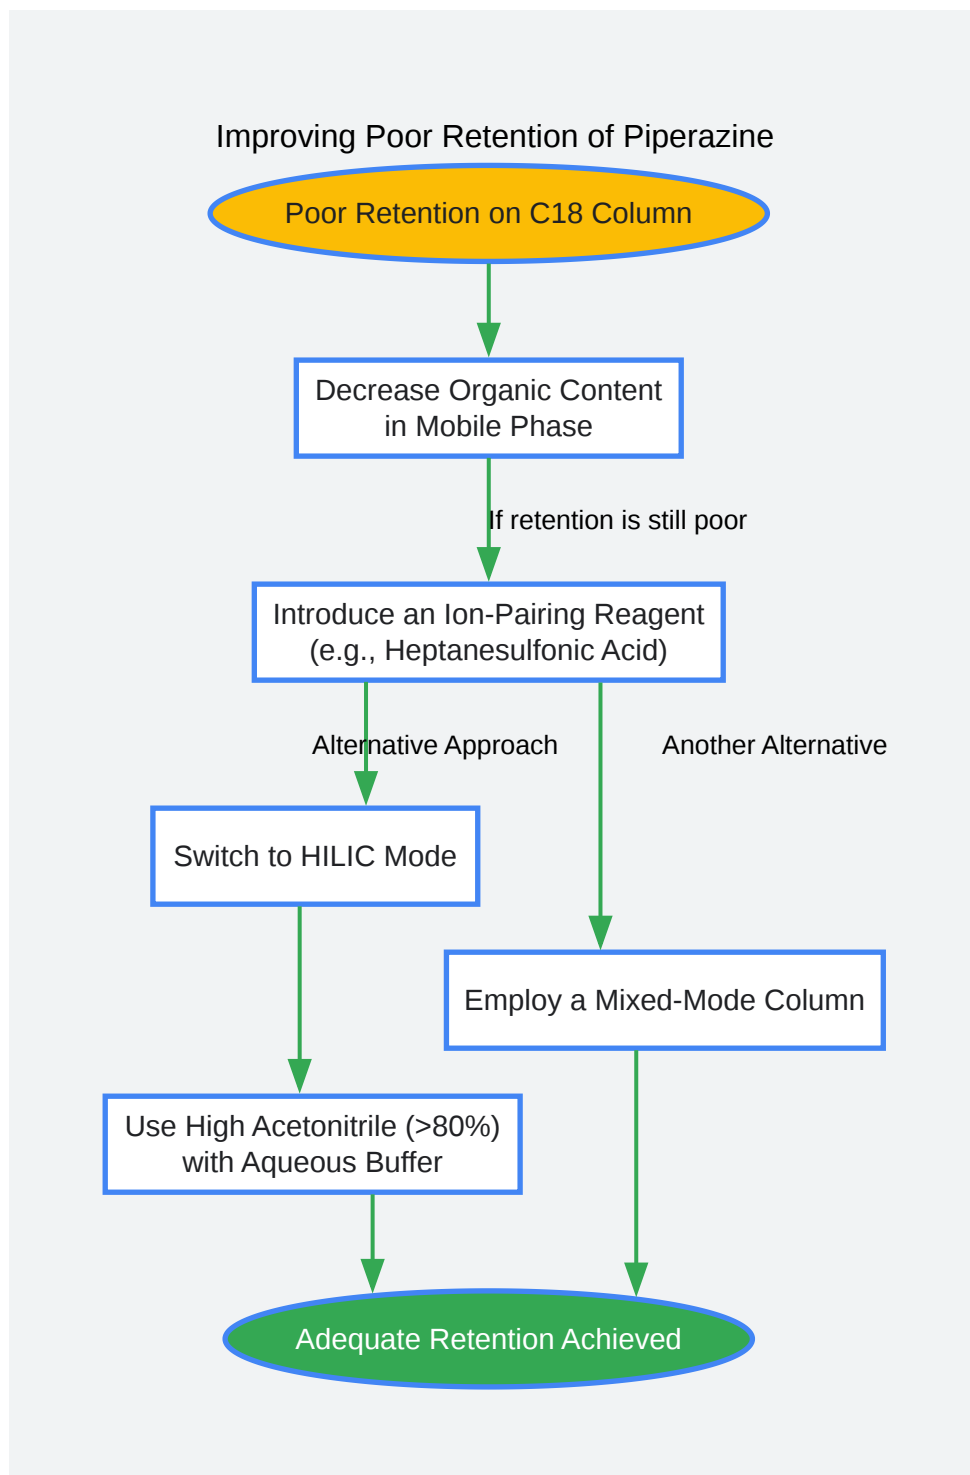 Improving Poor Retention of Piperazine
Poor Retention on C18 Column
Decrease Organic Content
in Mobile Phase
If retention is still poor
Introduce an Ion-Pairing Reagent
(e.g., Heptanesulfonic Acid)
Alternative Approach
Another Alternative
Switch to HILIC Mode
Employ a Mixed-Mode Column
Use High Acetonitrile (>80%)
with Aqueous Buffer
Adequate Retention Achieved